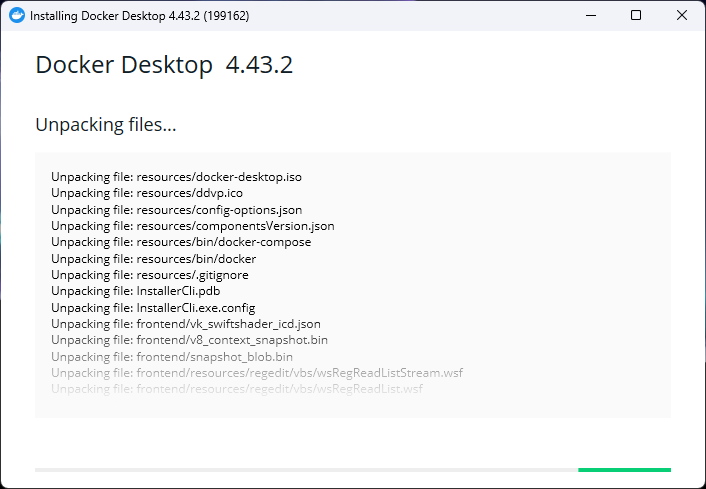 Installing Docker Desktop 4.43.2 (199162)
Docker Desktop 4.43.2
Unpacking files...
Unpacking file: resources/docker-desktop.iso
Unpacking file: resources/ddvp.ico
Unpacking file: resources/config-options.json
Unpacking file: resources/componentsVersion.json
Unpacking file: resources/bin/docker-compose
Unpacking file: resources/bin/docker
Unpacking file: resources/.gitignore
Unpacking file: InstallerCli.pdb
Unpacking file: InstallerCli.exe.config
Unpacking file: frontend/vk_swiftshader_icd.json
Unpacking file: frontend/v8_context_snapshot.bin
Unpacking file: frontend/snapshot_blob.bin
Unpacking file: frontend/resources/regedit/vbs/wsRegReadListStream.wsf
Unpacking file: frontend/resources/regedit/vbs/wsRegReadList.wsf